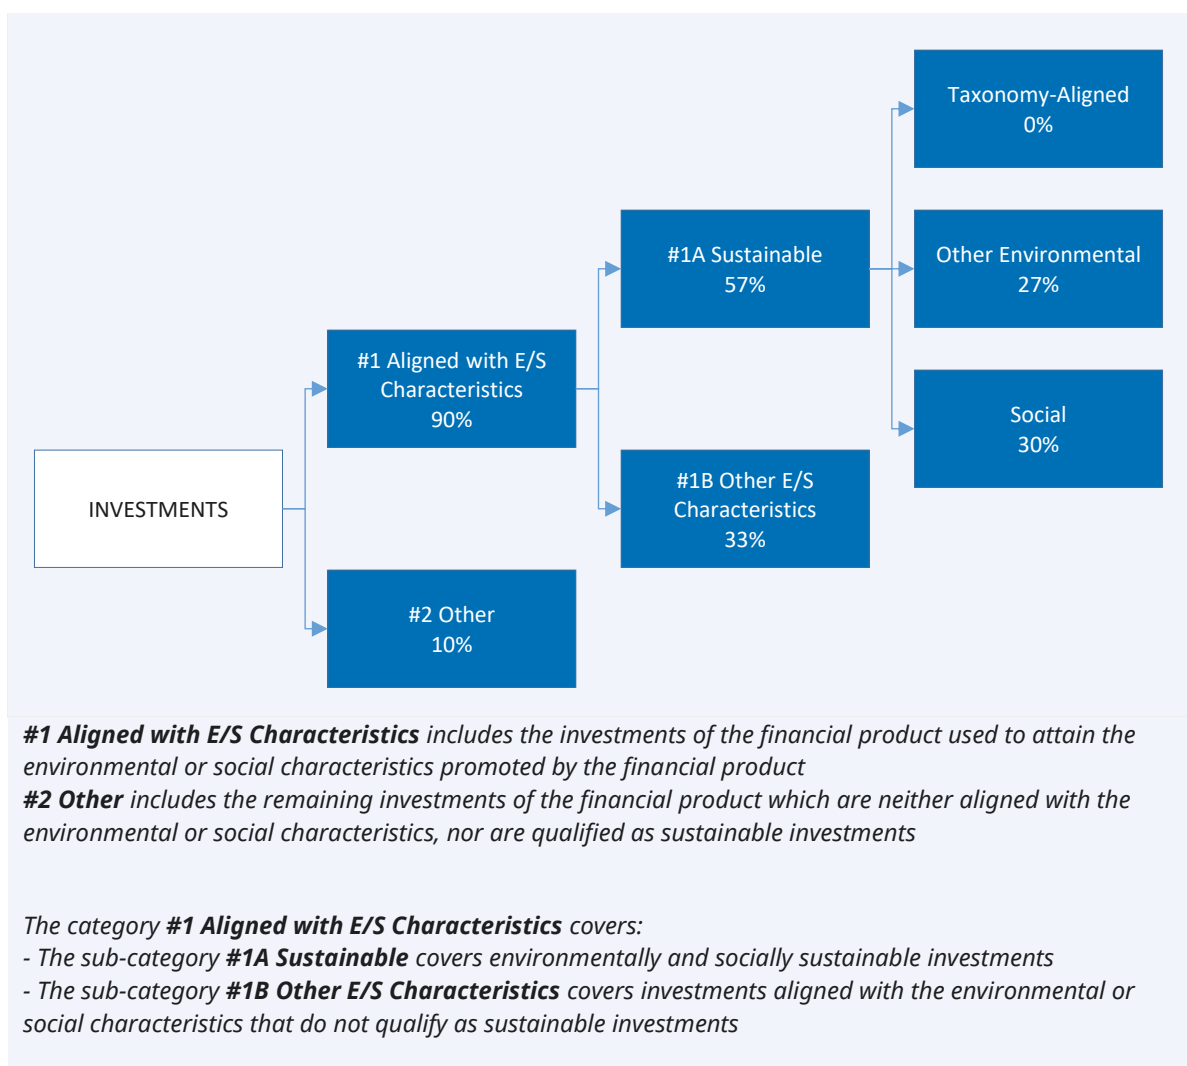 Taxonomy-Aligned
0%
#1A Sustainable
57%
Other Environmental
27%
#1 Aligned with E/S
Characteristics
90%
Social
30%
INVESTMENTS
#1B Other E/S
Characteristics
33%
#2 Other
10%
#1 Aligned with E/S Characteristics includes the investments of the financial product used to attain the
environmental or social characteristics promoted by the financial product
#2 Other includes the remaining investments of the financial product which are neither aligned with the
environmental or social characteristics, nor are qualified as sustainable investments
The category #1 Aligned with E/S Characteristics covers:
- The sub-category #1A Sustainable covers environmentally and socially sustainable investments
- The sub-category #1B Other E/S Characteristics covers investments aligned with the environmental or
social characteristics that do not qualify as sustainable investments